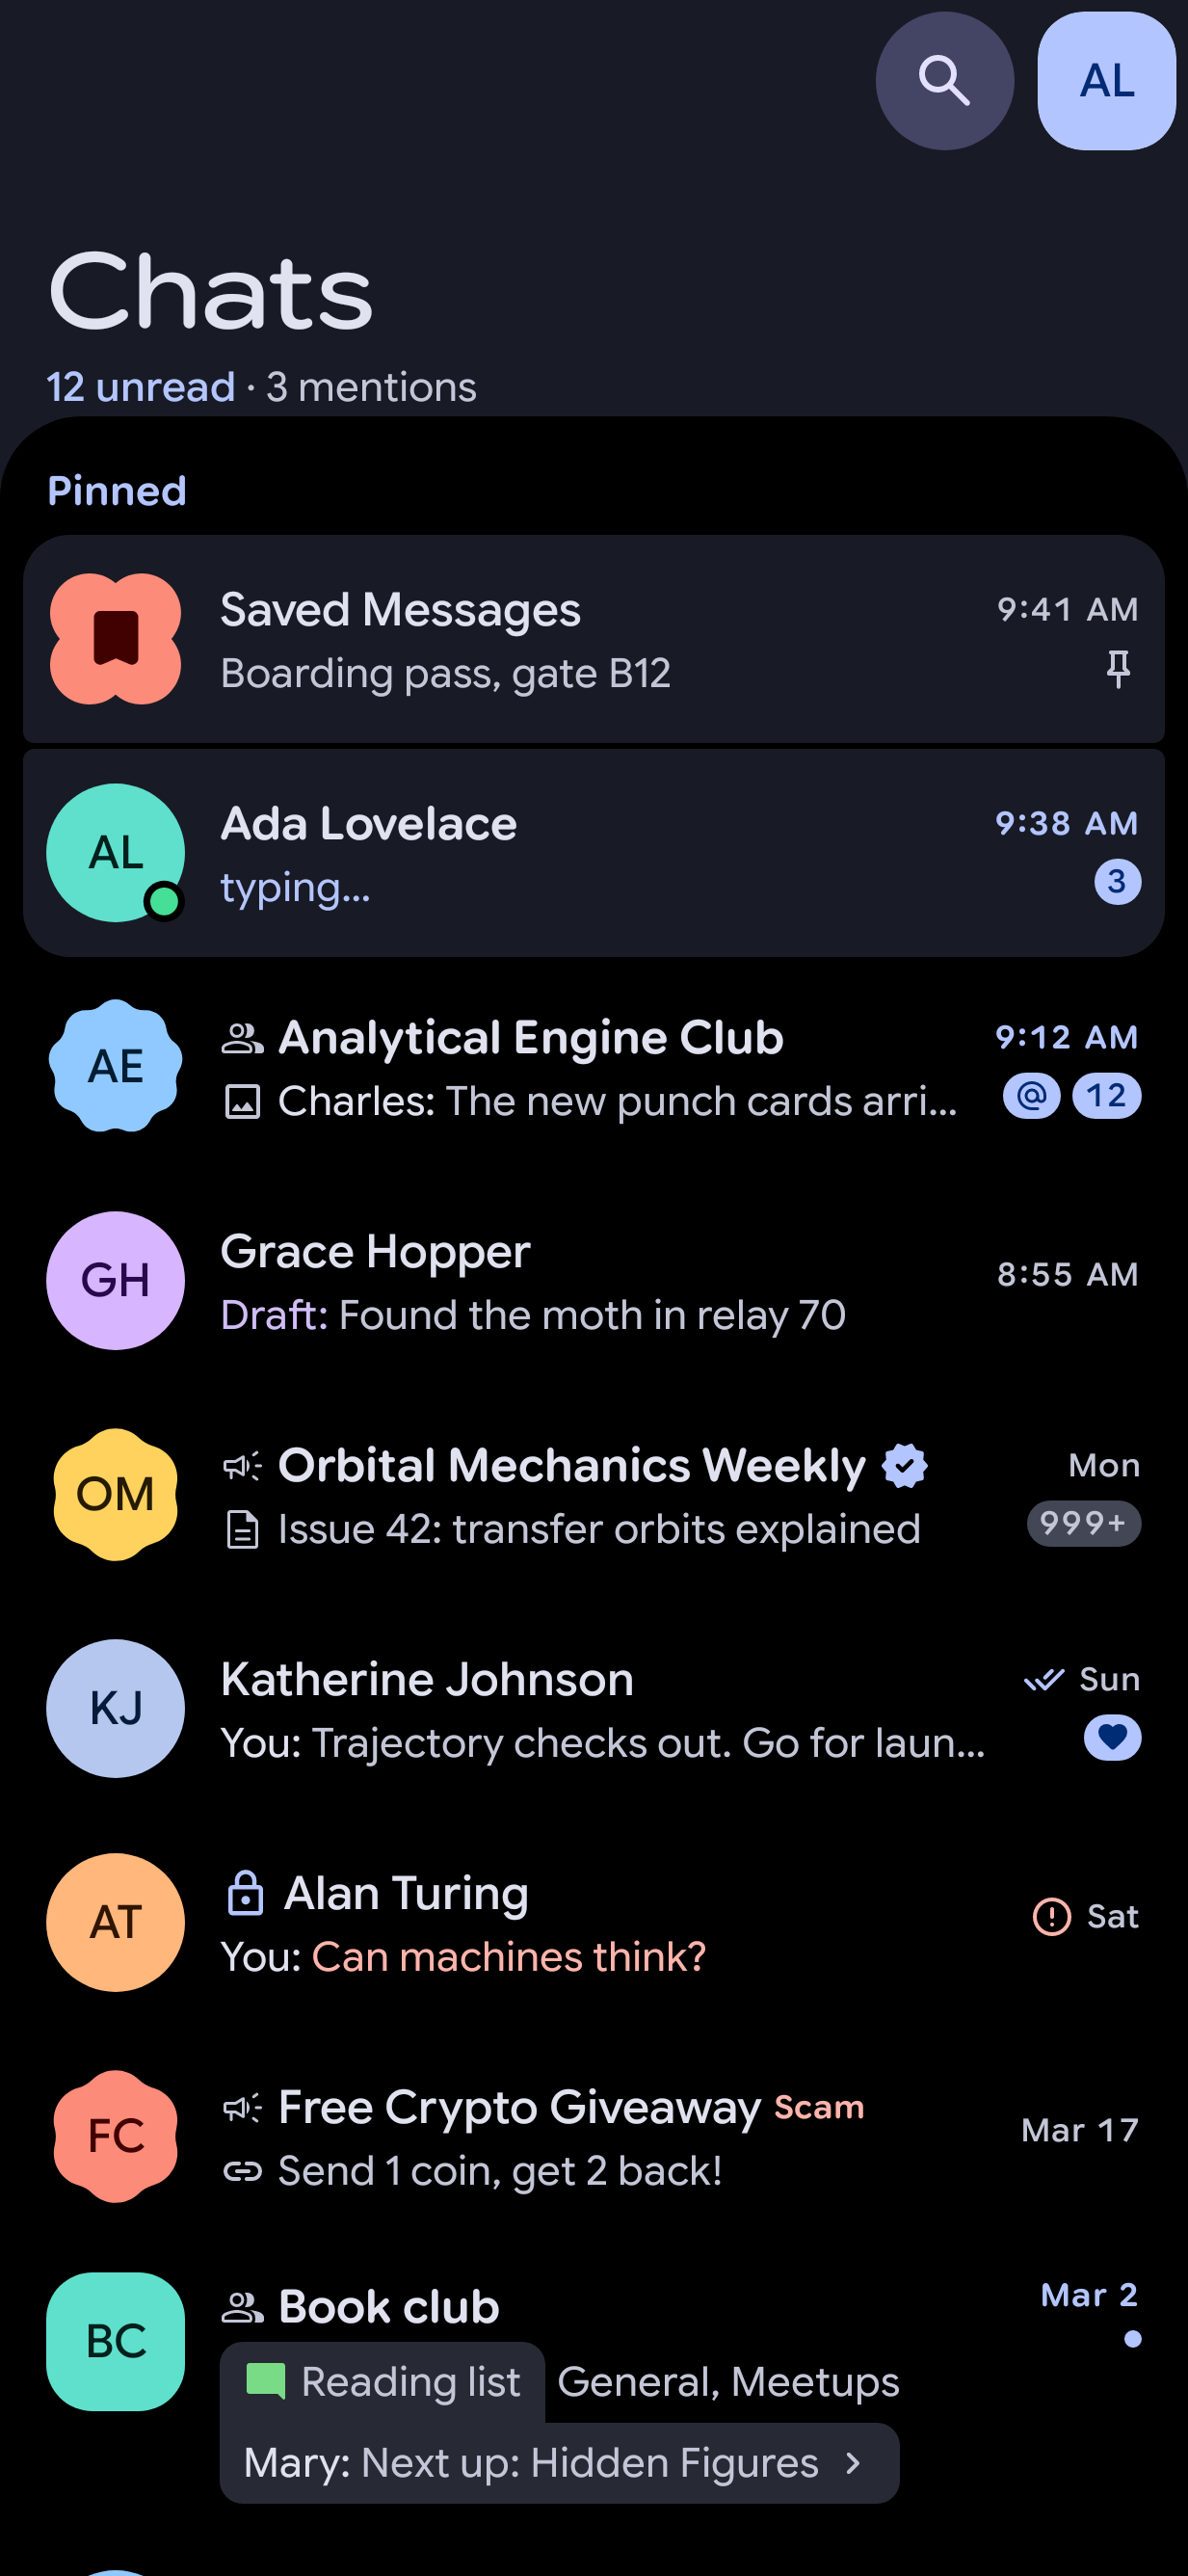 AL
Chats
12 unread · 3 mentions
Pinned
Saved Messages
9:41 AM
Boarding pass, gate B12
AL
Ada Lovelace
9:38 AM
typing...
3
AE
Analytical Engine Club
9:12 AM
Charles: The new punch cards arri...
@ 12
GH
Grace Hopper
8:55 AM
Draft: Found the moth in relay 70
OM
Orbital Mechanics Weekly
Mon
Issue 42: transfer orbits explained
999+
KJ
Katherine Johnson
Sun
You: Trajectory checks out. Go for laun...
AT
Alan Turing
Sat
You: Can machines think?
FC
Free Crypto Giveaway Scam
Mar 17
Send 1 coin, get 2 back!
BC
Book club
Mar 2
Reading list General, Meetups
Mary: Next up: Hidden Figures